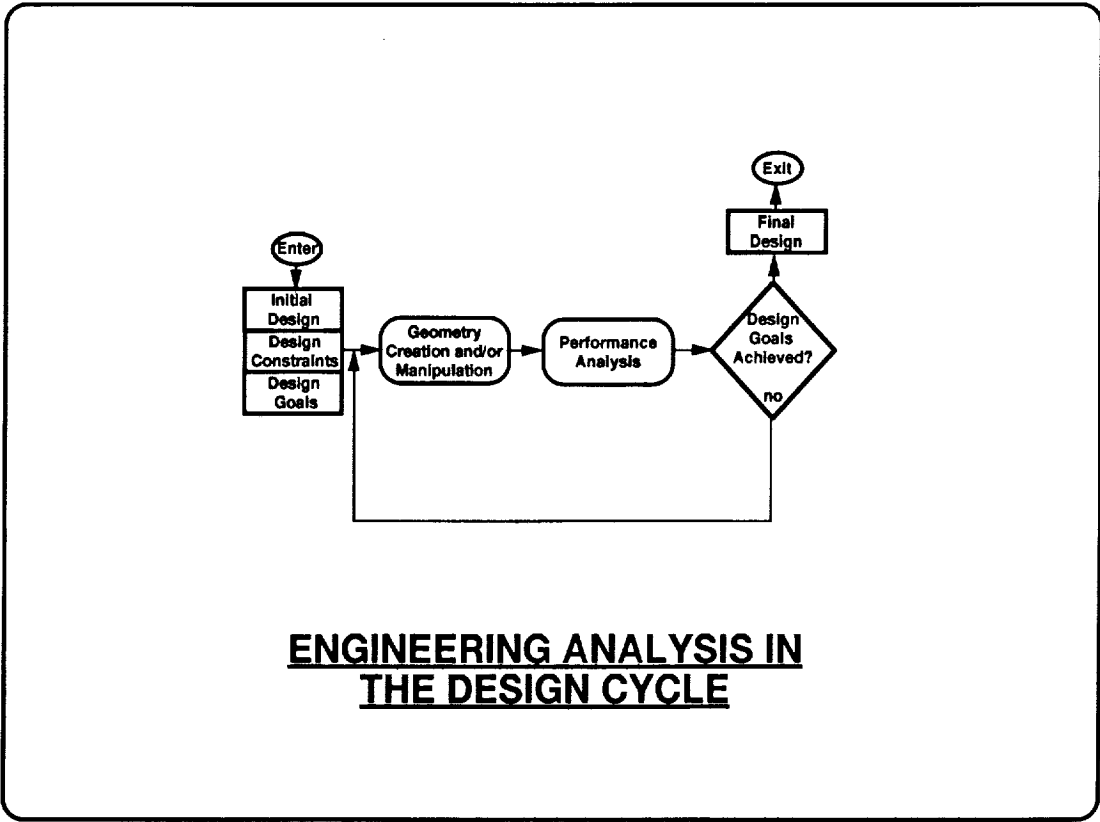 Enter
Initial
Design
Design
Constraints
Design
Goals
Geometry
Creation and/or
Manipulation
Performance
Analysis
Design
Goals
Achieved?
no
Final
Design
Exit
ENGINEERING ANALYSIS IN
THE DESIGN CYCLE